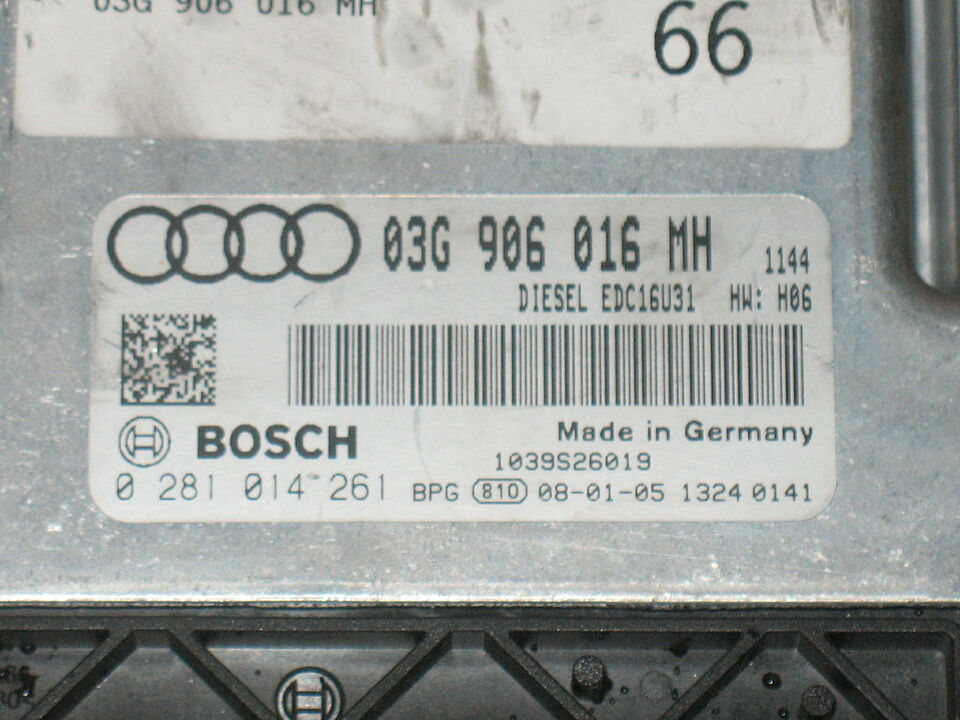 03G 906 016 MH
66
03G 906 016 MH 1144
DIESEL EDC16U31 HW: H06
BOSCH
Made in Germany
1039S26019
0 281 014 261 BPG 810 08-01-05 1324 0141